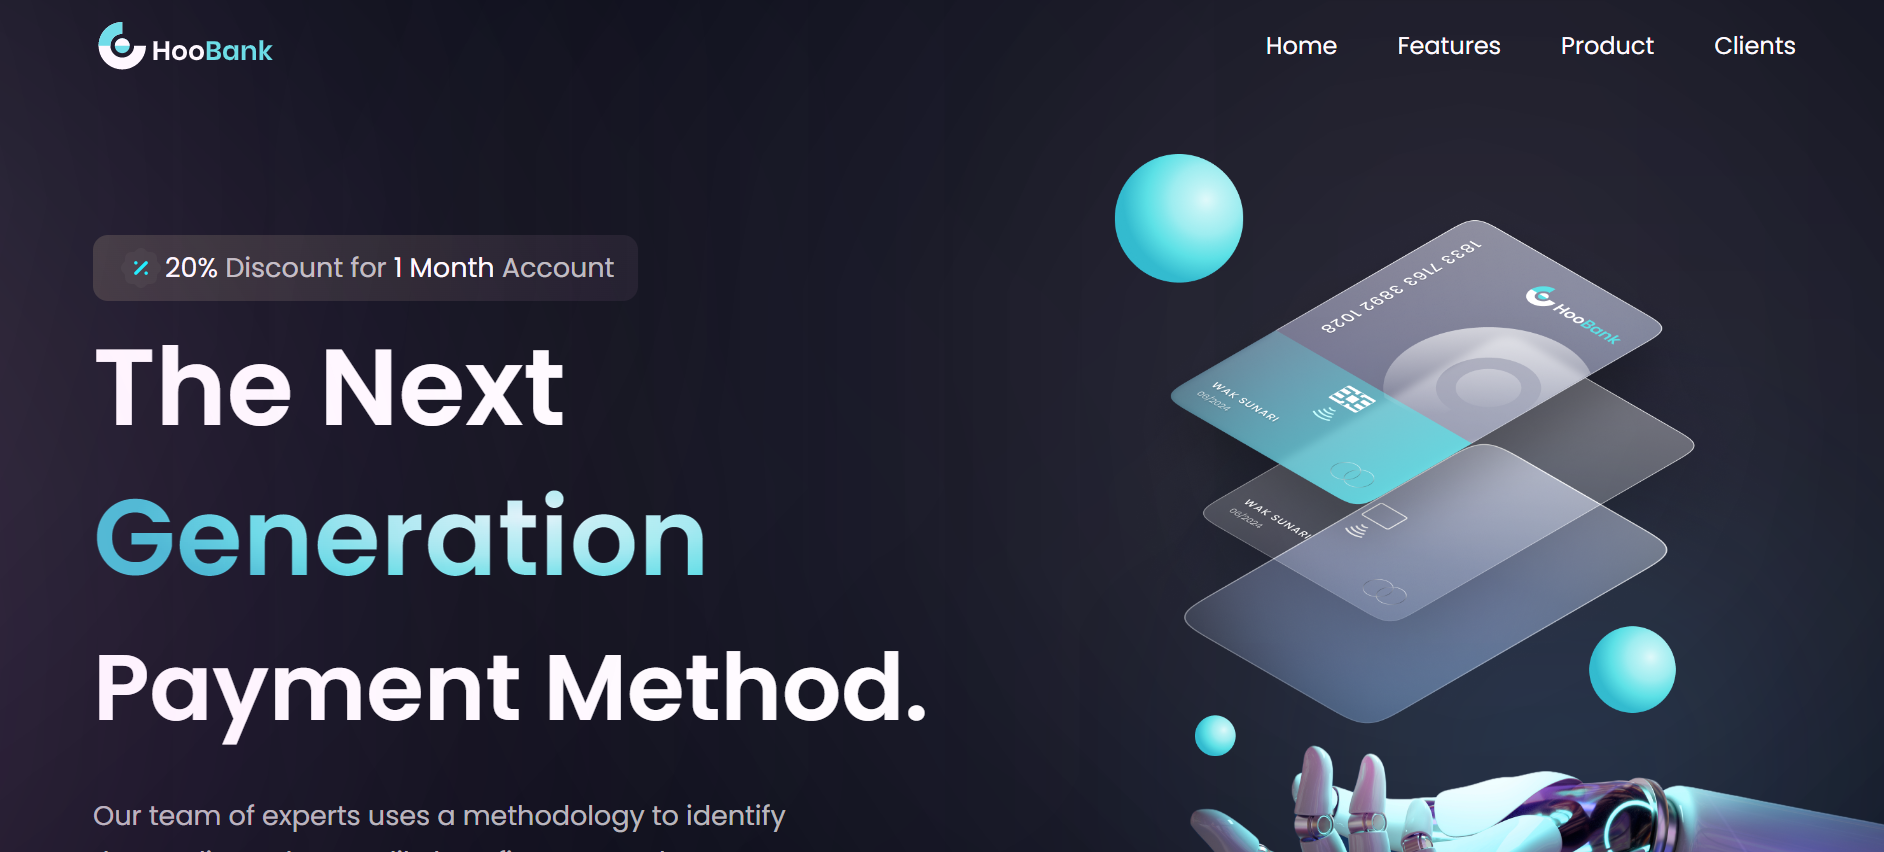 HooBank
Home
Features
Product
Clients
20% Discount for 1 Month Account
The Next
Generation
Payment Method.
Our team of experts uses a methodology to identify
1833 7163 3892 1028
HooBank
WAK SUNARI
06/2024
WAK SUNARI
06/2024